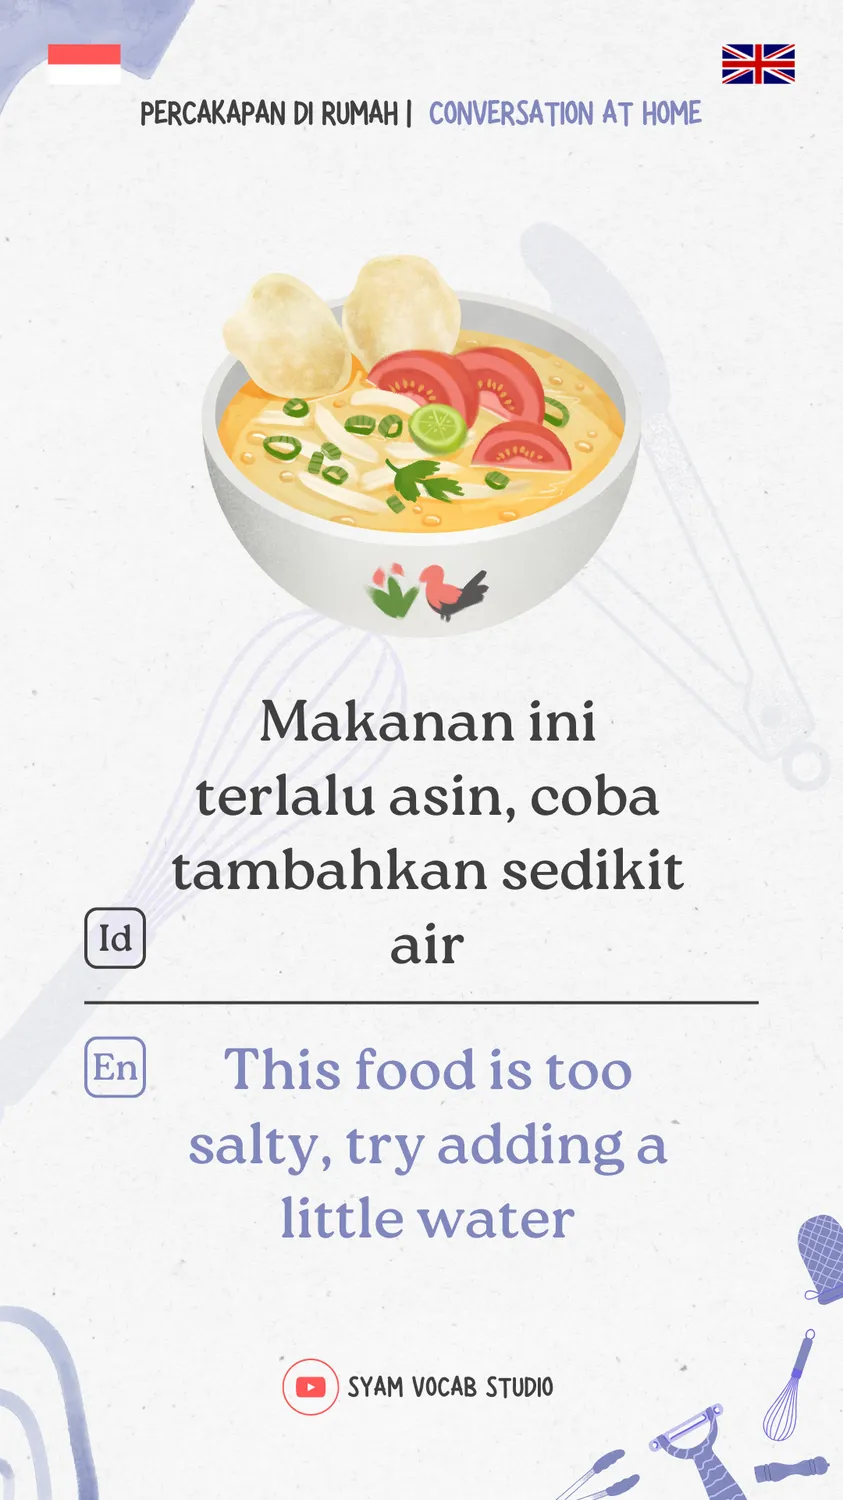 PERCAKAPAN DI RUMAH | CONVERSATION AT HOME
Makanan ini
terlalu asin, coba
tambahkan sedikit
air
Id
En
This food is too
salty, try adding a
little water
SYAM VOCAB STUDIO